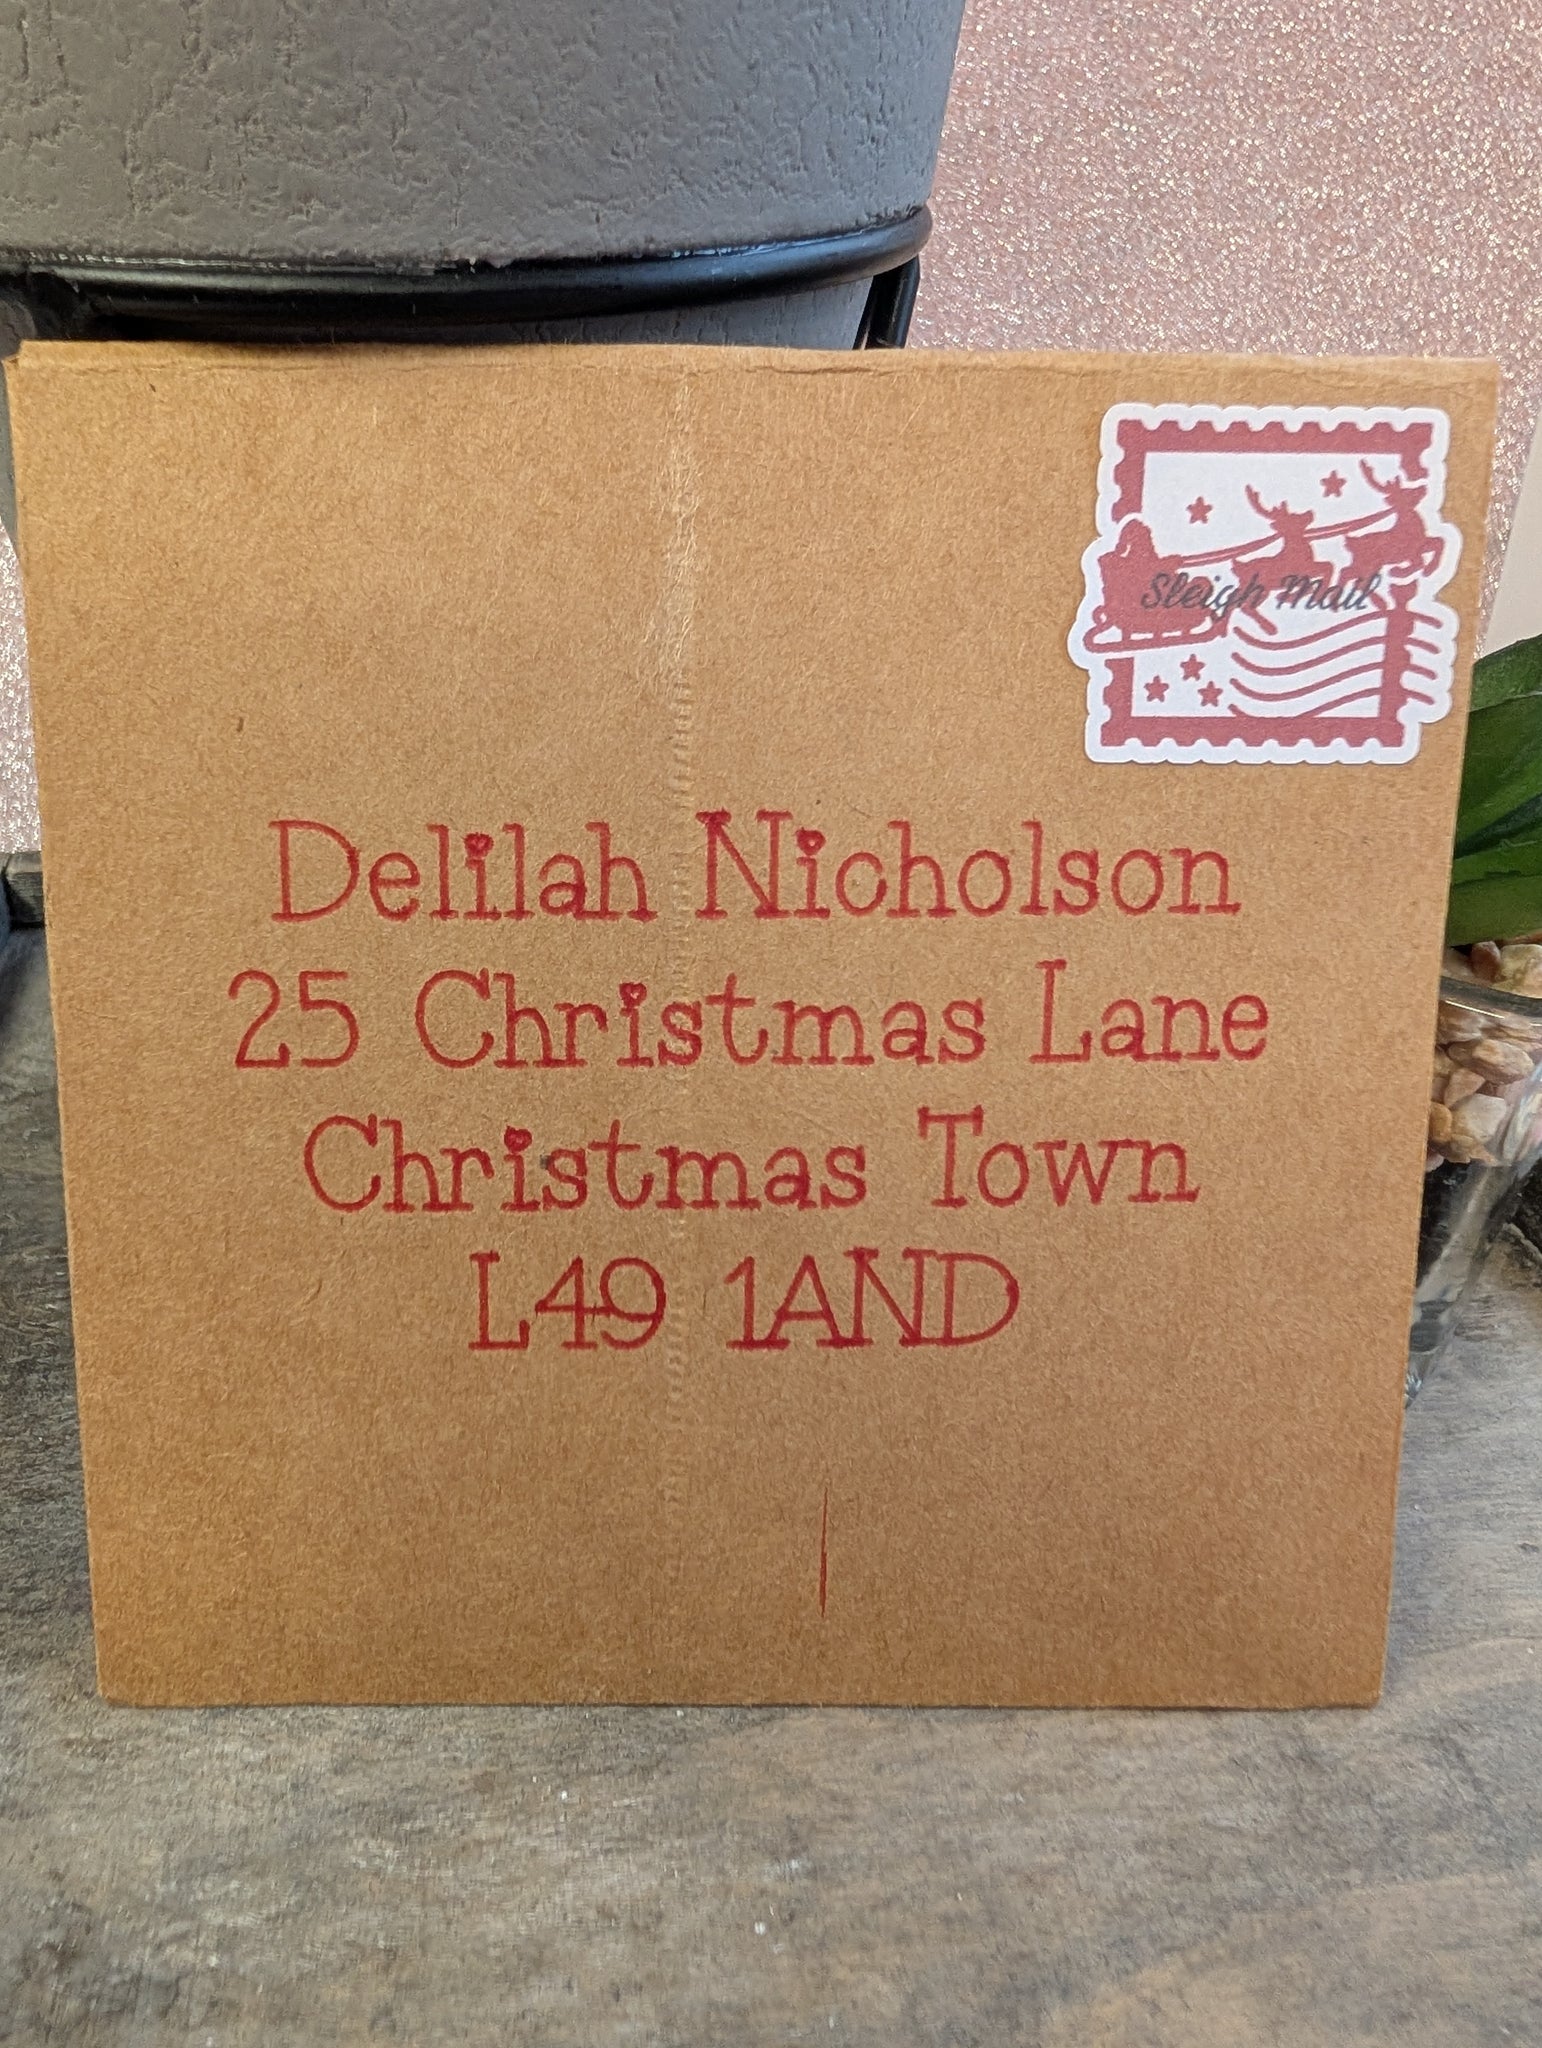 Sleigh Mail
Delilah Nicholson
25 Christmas Lane
Christmas Town
L49 1AND